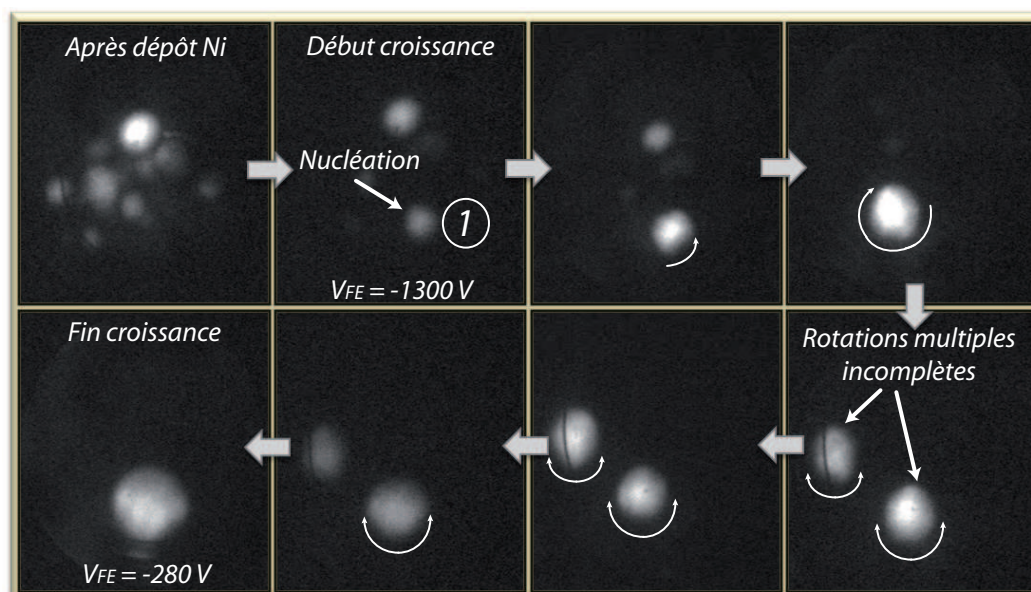 Après dépôt Ni
Début croissance
Nucléation
1
VFE = -1300 V
Rotations multiples
incomplètes
Fin croissance
VFE = -280 V